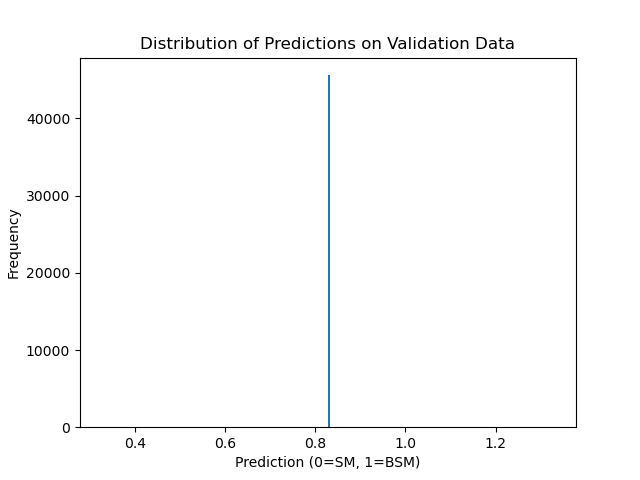 Distribution of Predictions on Validation Data
Frequency
40000
30000
20000
10000
0
0.4 0.6 0.8 1.0 1.2
Prediction (0=SM, 1=BSM)